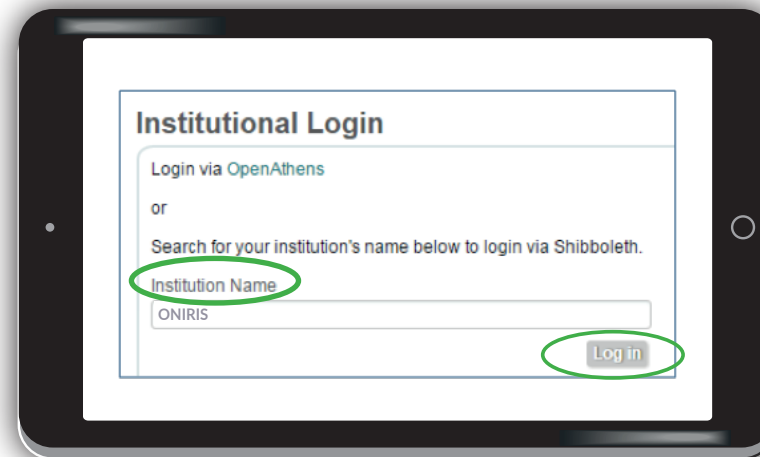 Institutional Login
Login via OpenAthens
or
Search for your institution's name below to login via Shibboleth.
Institution Name
ONIRIS
Log in